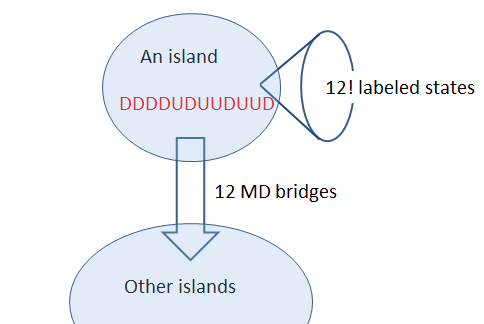 An island
DDDDUDUUDUUD
12! labeled states
12 MD bridges
Other islands